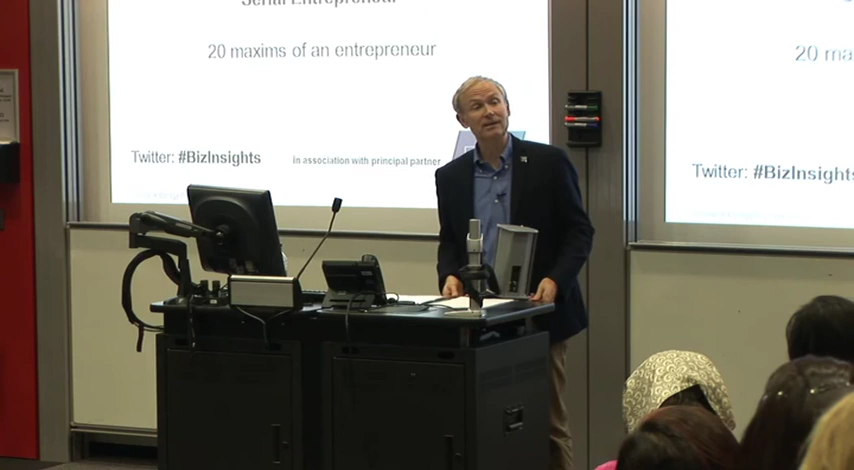 Serial Entrepreneur
20 maxims of an entrepreneur
Twitter: #BizInsights
in association with principal partner
20 ma
Twitter: #BizInsights